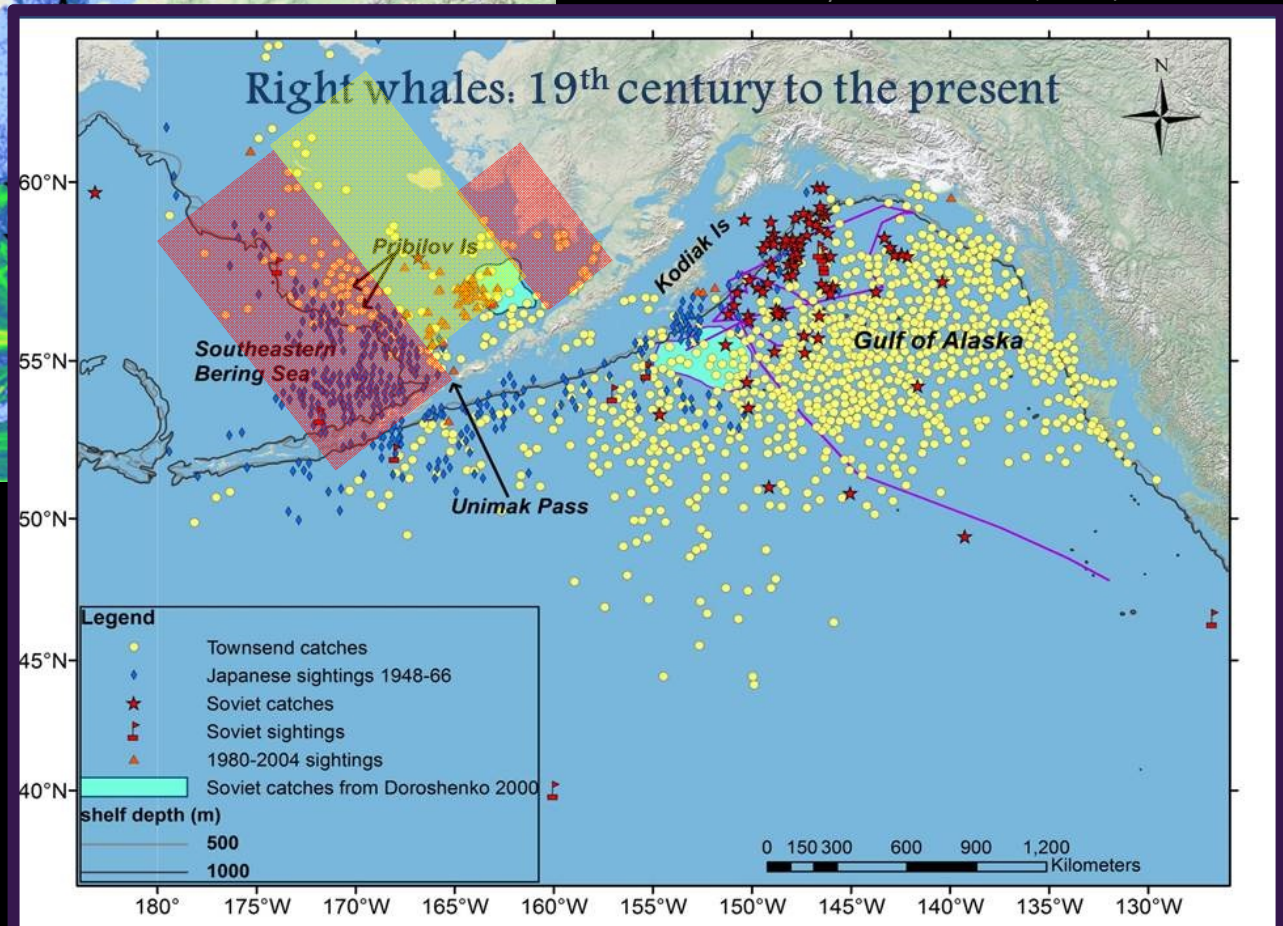 Right whales: 19th century to the present
N
60°N
55°N
50°N
45°N
40°N
Pribilov Is
Kodiak Is
Southeastern
Bering Sea
Gulf of Alaska
Unimak Pass
Legend
Townsend catches
Japanese sightings 1948-66
Soviet catches
Soviet sightings
1980-2004 sightings
Soviet catches from Doroshenko 2000
shelf depth (m)
500
1000
0 150 300 600 900 1,200
Kilometers
180° 175°W 170°W 165°W 160°W 155°W 150°W 145°W 140°W 135°W 130°W